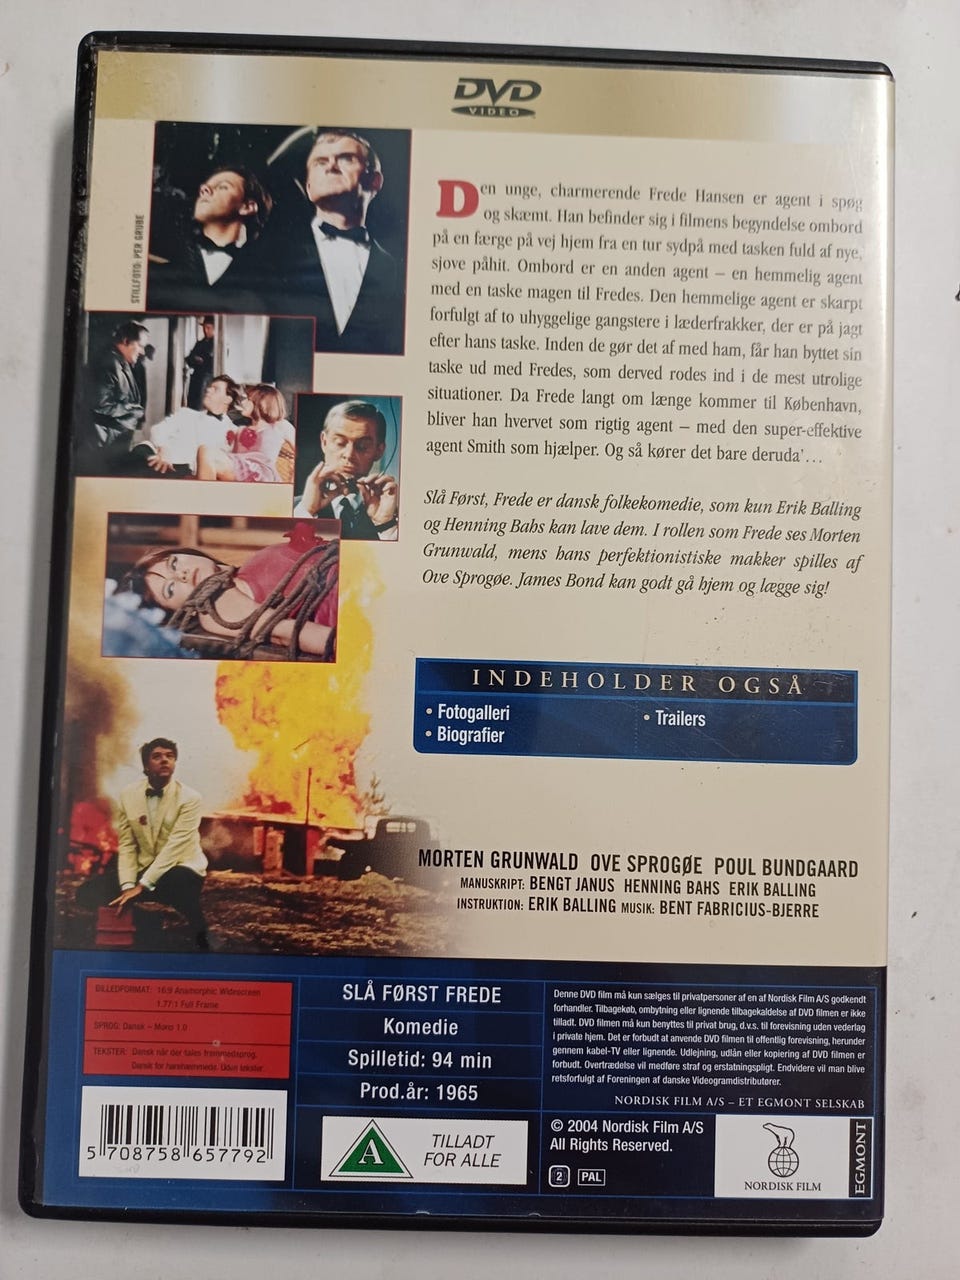 DVD
VIDEO
STILLFOTO: PER GRUBE
Den unge, charmerende Frede Hansen er agent i spøg
og skæmt. Han befinder sig i filmens begyndelse ombord
på en færge på vej hjem fra en tur sydpå med tasken fuld af nye,
sjove påhit. Ombord er en anden agent – en hemmelig agent
med en taske magen til Fredes. Den hemmelige agent er skarpt
forfulgt af to uhyggelige gangstere i læderfrakker, der er på jagt
efter hans taske. Inden de gør det af med ham, får han byttet sin
taske ud med Fredes, som derved rodes ind i de mest utrolige
situationer. Da Frede langt om længe kommer til København,
bliver han hvervet som rigtig agent – med den super-effektive
agent Smith som hjælper. Og så kører det bare deruda'...
Slå Først, Frede er dansk folkekomedie, som kun Erik Balling
og Henning Bahs kan lave dem. I rollen som Frede ses Morten
Grunwald, mens hans perfektionistiske makker spilles af
Ove Sprogøe. James Bond kan godt gå hjem og lægge sig!
INDEHOLDER OGSÅ
• Fotogalleri
• Biografier
• Trailers
MORTEN GRUNWALD OVE SPROGØE POUL BUNDGAARD
MANUSKRIPT: BENGT JANUS HENNING BAHS ERIK BALLING
INSTRUKTION: ERIK BALLING MUSIK: BENT FABRICIUS-BJERRE
BILLEDFORMAT: 16:9 Anamorphic Widescreen
1.77:1 Full Frame
SPROG: Dansk – Mono 1.0
TEKSTER: Dansk når der tales fremmedsprog.
Dansk for hørehæmmede. Uden tekster.
5 708758 657792
SLÅ FØRST FREDE
Komedie
Spilletid: 94 min
Prod.år: 1965
A
TILLADT
FOR ALLE
Denne DVD film må kun sælges til privatpersoner af en af Nordisk Film A/S godkendt
forhandler. Tilbagekøb, ombytning eller lignende tilbagekaldelse af DVD filmen er ikke
tilladt. DVD filmen må kun benyttes til privat brug, d.v.s. til forevisning uden vederlag
i private hjem. Det er forbudt at anvende DVD filmen til offentlig forevisning, herunder
gennem kabel-TV eller lignende. Udlejning, udlån eller kopiering af DVD filmen er
forbudt. Overtrædelse vil medføre straf og erstatningspligt. Endvidere vil man blive
retsforfulgt af Foreningen af danske Videogramdistributører.
NORDISK FILM A/S – ET EGMONT SELSKAB
© 2004 Nordisk Film A/S
All Rights Reserved.
2 PAL
NORDISK FILM
EGMONT